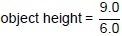 object height = 9.0/6.0